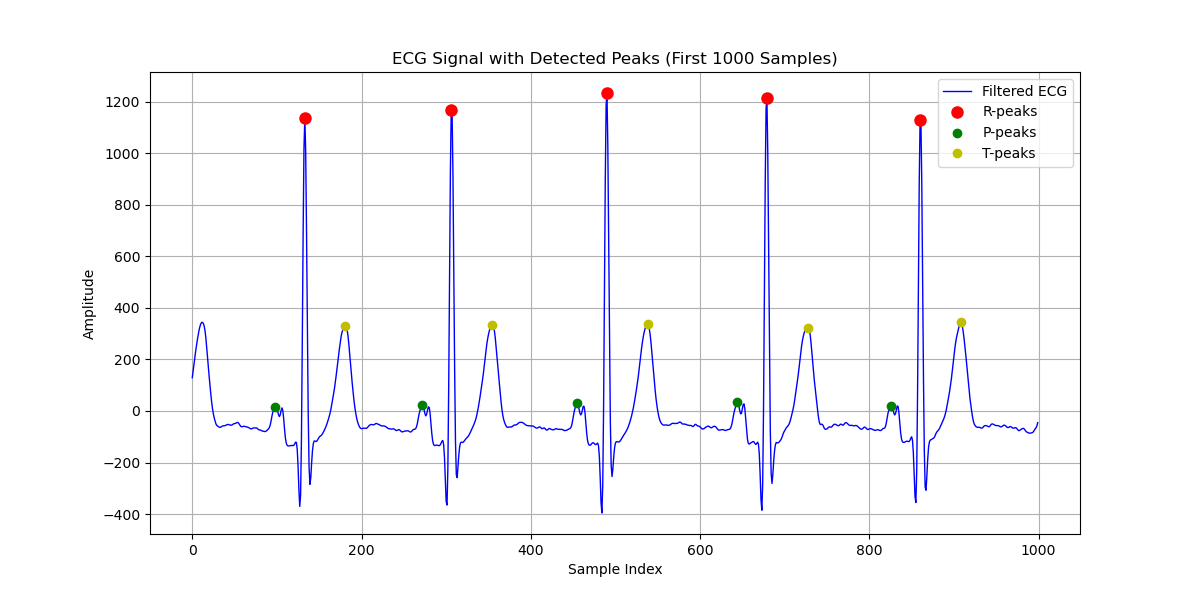 ECG Signal with Detected Peaks (First 1000 Samples)
Filtered ECG
R-peaks
P-peaks
T-peaks
1200
1000
800
600
400
200
0
−200
−400
Amplitude
0 200 400 600 800 1000
Sample Index